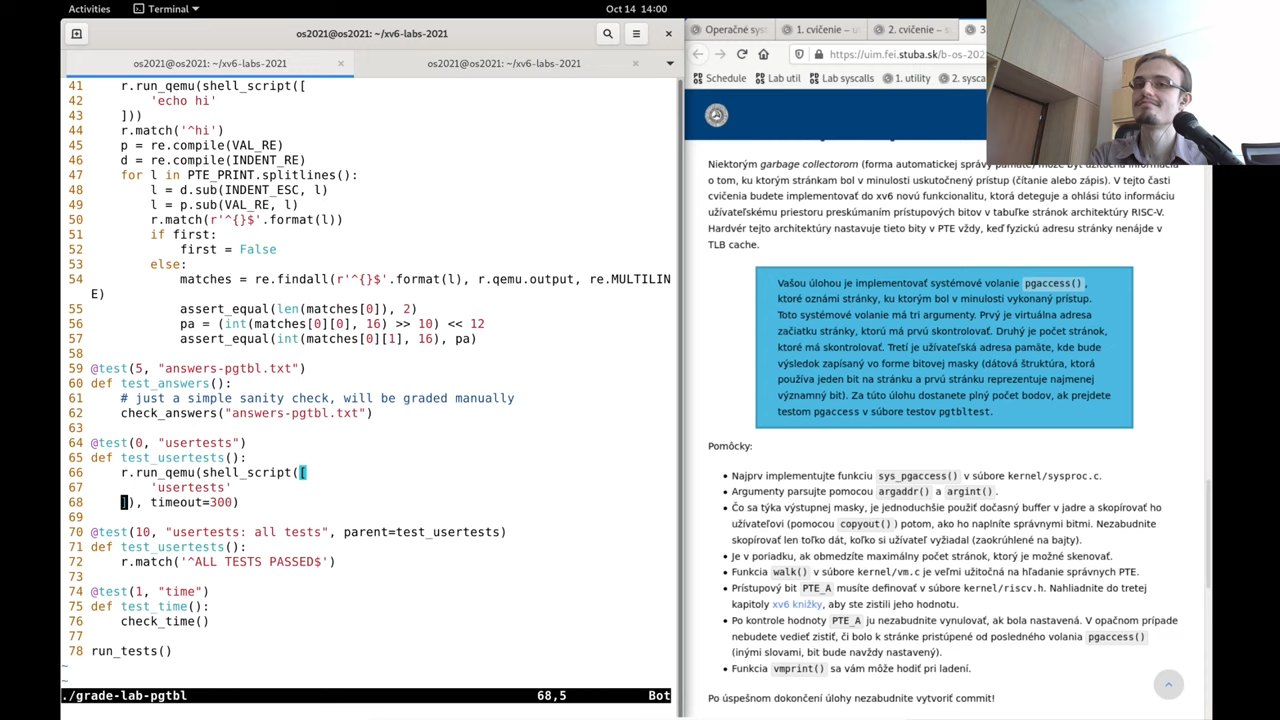 Activities
Terminal
Oct 14 14:00
os2021@os2021: ~/xv6-labs-2021
os2021@os2021: ~/xv6-labs-2021
os2021@os2021: ~/xv6-labs-2021
41 r.run_qemu(shell_script([
42 'echo hi'
43 ]))
44 r.match('^hi')
45 p = re.compile(VAL_RE)
46 d = re.compile(INDENT_RE)
47 for l in PTE_PRINT.splitlines():
48 l = d.sub(INDENT_ESC, l)
49 l = p.sub(VAL_RE, l)
50 r.match(r'^{}$'.format(l))
51 if first:
52 first = False
53 else:
54 matches = re.findall(r'^{}$'.format(l), r.qemu.output, re.MULTILIN
E)
55 assert_equal(len(matches[0]), 2)
56 pa = (int(matches[0][0], 16) >> 10) << 12
57 assert_equal(int(matches[0][1], 16), pa)
58
59 @test(5, "answers-pgtbl.txt")
60 def test_answers():
61 # just a simple sanity check, will be graded manually
62 check_answers("answers-pgtbl.txt")
63
64 @test(0, "usertests")
65 def test_usertests():
66 r.run_qemu(shell_script([
67 'usertests'
68 ]), timeout=300)
69
70 @test(10, "usertests: all tests", parent=test_usertests)
71 def test_usertests():
72 r.match('^ALL TESTS PASSED$')
73
74 @test(1, "time")
75 def test_time():
76 check_time()
77
78 run_tests()
~
~
./grade-lab-pgtbl 68,5 Bot
Operačné sys
1. cvičenie –
2. cvičenie –
3
https://uim.fei.stuba.sk/b-os-202
Schedule
Lab util
Lab syscalls
1. utility
2. sysca
Niektorým garbage collectorom (forma automatickej správy pamäte) môže byť užitočná informácia
o tom, ku ktorým stránkam bol v minulosti uskutočnený prístup (čítanie alebo zápis). V tejto časti
cvičenia budete implementovať do xv6 novú funkcionalitu, ktorá deteguje a ohlási túto informáciu
užívateľskému priestoru preskúmaním prístupových bitov v tabuľke stránok architektúry RISC-V.
Hardvér tejto architektúry nastavuje tieto bity v PTE vždy, keď fyzickú adresu stránky nenájde v
TLB cache.
Vašou úlohou je implementovať systémové volanie pgaccess(),
ktoré oznámi stránky, ku ktorým bol v minulosti vykonaný prístup.
Toto systémové volanie má tri argumenty. Prvý je virtuálna adresa
začiatku stránky, ktorú má prvú skontrolovať. Druhý je počet stránok,
ktoré má skontrolovať. Tretí je užívateľská adresa pamäte, kde bude
výsledok zapísaný vo forme bitovej masky (dátová štruktúra, ktorá
používa jeden bit na stránku a prvú stránku reprezentuje najmenej
významný bit). Za túto úlohu dostanete plný počet bodov, ak prejdete
testom pgaccess v súbore testov pgtbltest.
Pomôcky:
Najprv implementujte funkciu sys_pgaccess() v súbore kernel/sysproc.c.
Argumenty parsujte pomocou argaddr() a argint().
Čo sa týka výstupnej masky, je jednoduchšie použiť dočasný buffer v jadre a skopírovať ho
užívateľovi (pomocou copyout()) potom, ako ho naplníte správnymi bitmi. Nezabudnite
skopírovať len toľko dát, koľko si užívateľ vyžiadal (zaokrúhlené na bajty).
Je v poriadku, ak obmedzíte maximálny počet stránok, ktorý je možné skenovať.
Funkcia walk() v súbore kernel/vm.c je veľmi užitočná na hľadanie správnych PTE.
Prístupový bit PTE_A musíte definovať v súbore kernel/riscv.h. Nahliadnite do tretej
kapitoly xv6 knižky, aby ste zistili jeho hodnotu.
Po kontrole hodnoty PTE_A ju nezabudnite vynulovať, ak bola nastavená. V opačnom prípade
nebudete vedieť zistiť, či bolo k stránke pristúpené od posledného volania pgaccess()
(inými slovami, bit bude navždy nastavený).
Funkcia vmprint() sa vám môže hodiť pri ladení.
Po úspešnom dokončení úlohy nezabudnite vytvoriť commit!